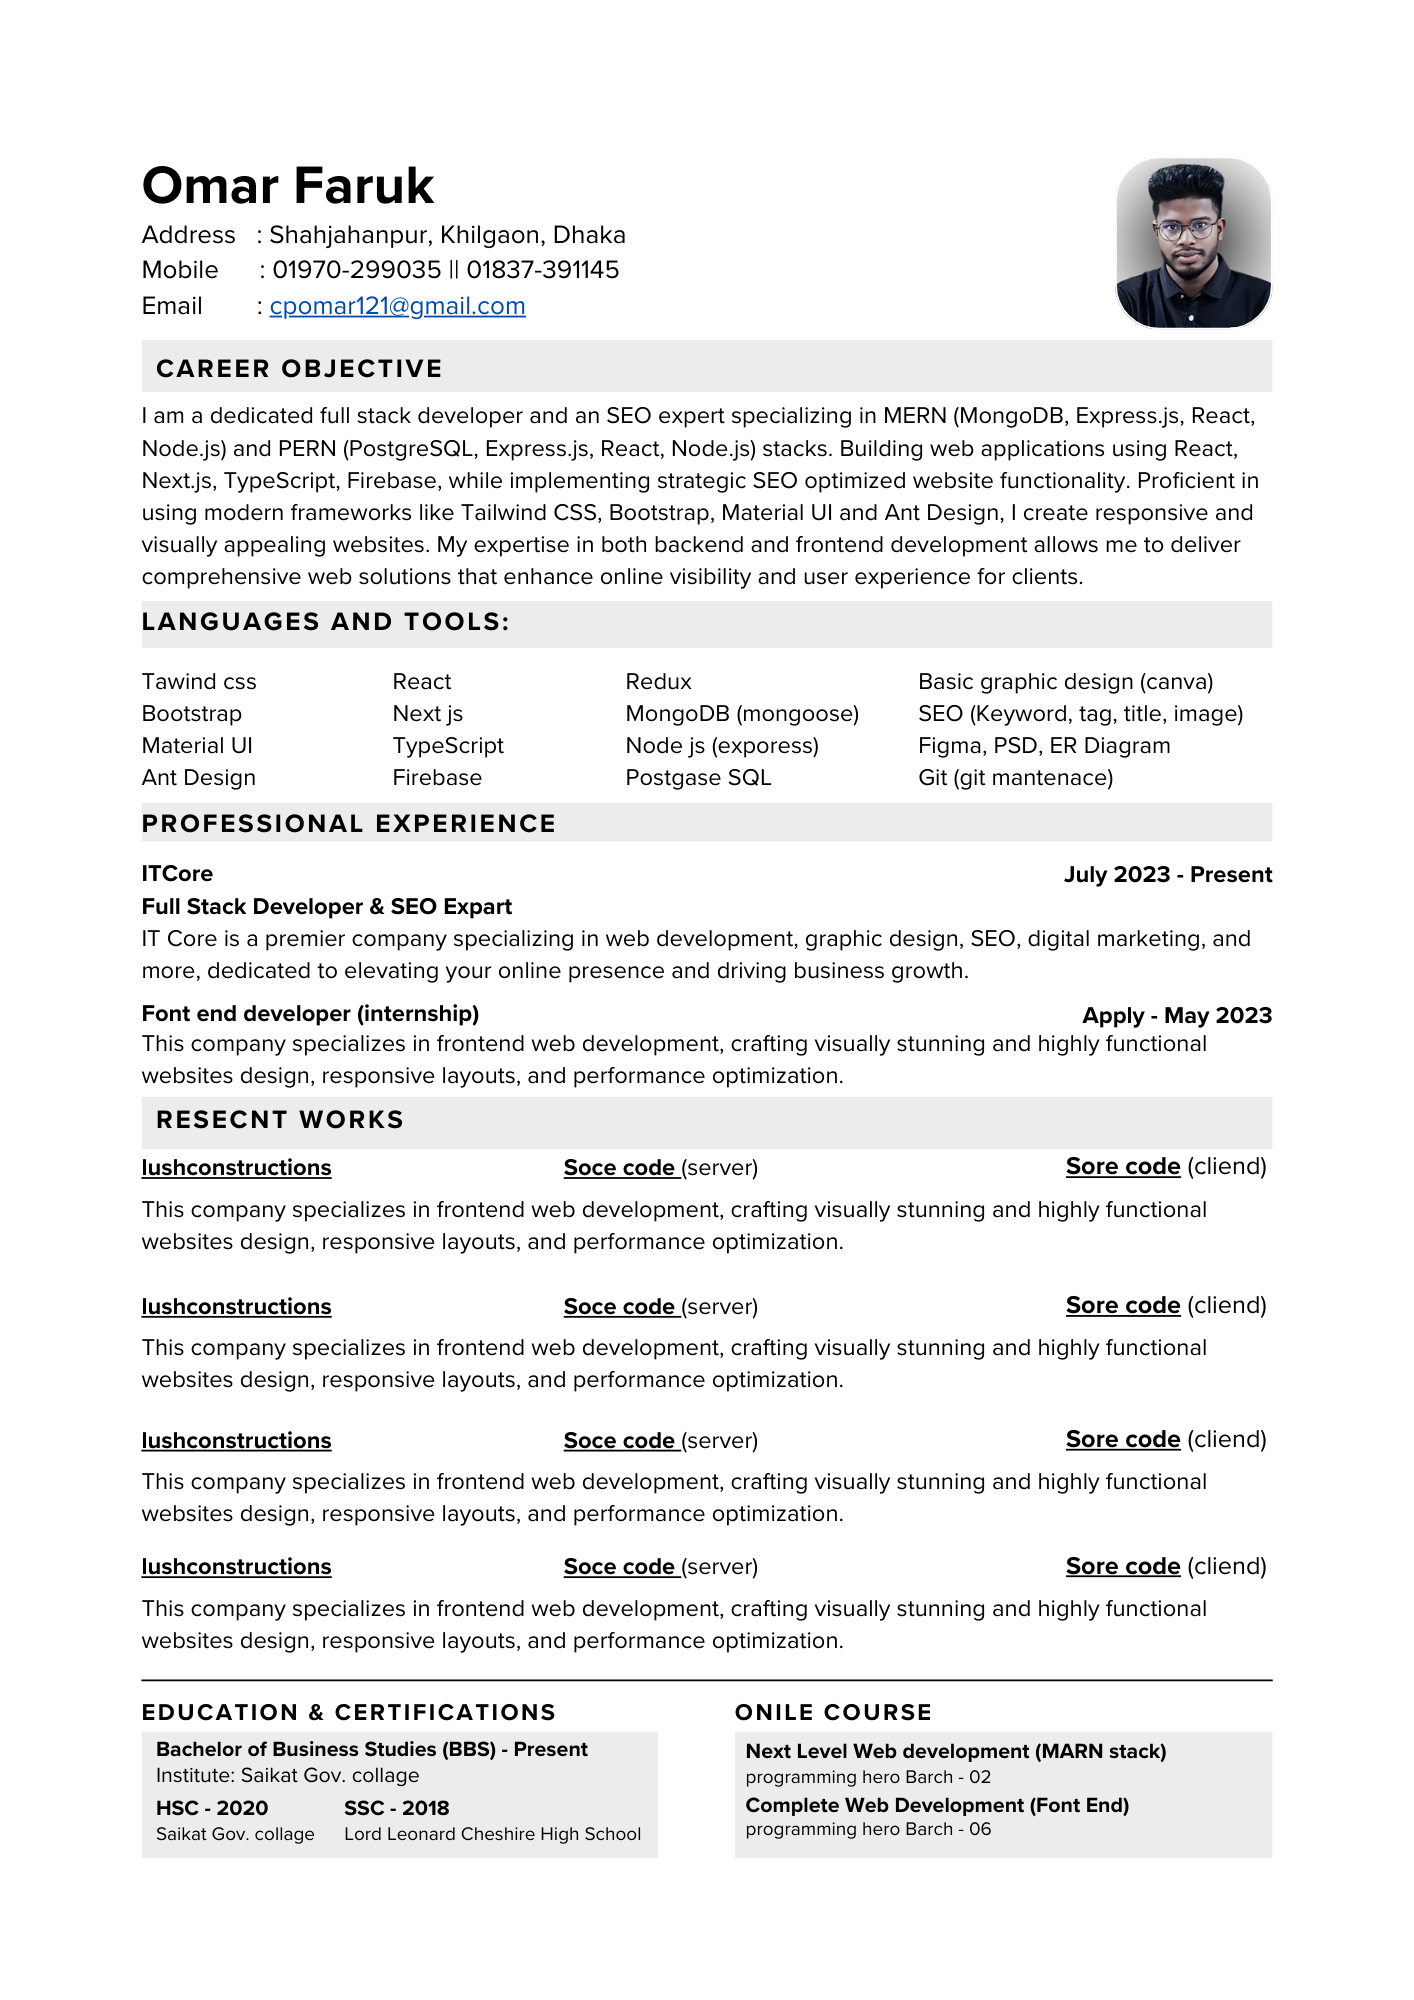 Omar Faruk
Address : Shahjahanpur, Khilgaon, Dhaka
Mobile : 01970-299035 || 01837-391145
Email : cpomar121@gmail.com
CAREER OBJECTIVE
I am a dedicated full stack developer and an SEO expert specializing in MERN (MongoDB, Express.js, React,
Node.js) and PERN (PostgreSQL, Express.js, React, Node.js) stacks. Building web applications using React,
Next.js, TypeScript, Firebase, while implementing strategic SEO optimized website functionality. Proficient in
using modern frameworks like Tailwind CSS, Bootstrap, Material UI and Ant Design, I create responsive and
visually appealing websites. My expertise in both backend and frontend development allows me to deliver
comprehensive web solutions that enhance online visibility and user experience for clients.
LANGUAGES AND TOOLS:
Tawind css React Redux Basic graphic design (canva)
Bootstrap Next js MongoDB (mongoose) SEO (Keyword, tag, title, image)
Material UI TypeScript Node js (exporess) Figma, PSD, ER Diagram
Ant Design Firebase Postgase SQL Git (git mantenace)
PROFESSIONAL EXPERIENCE
ITCore July 2023 - Present
Full Stack Developer & SEO Expart
IT Core is a premier company specializing in web development, graphic design, SEO, digital marketing, and
more, dedicated to elevating your online presence and driving business growth.
Font end developer (internship) Apply - May 2023
This company specializes in frontend web development, crafting visually stunning and highly functional
websites design, responsive layouts, and performance optimization.
RESECNT WORKS
lushconstructions Soce code (server) Sore code (cliend)
This company specializes in frontend web development, crafting visually stunning and highly functional
websites design, responsive layouts, and performance optimization.
lushconstructions Soce code (server) Sore code (cliend)
This company specializes in frontend web development, crafting visually stunning and highly functional
websites design, responsive layouts, and performance optimization.
lushconstructions Soce code (server) Sore code (cliend)
This company specializes in frontend web development, crafting visually stunning and highly functional
websites design, responsive layouts, and performance optimization.
lushconstructions Soce code (server) Sore code (cliend)
This company specializes in frontend web development, crafting visually stunning and highly functional
websites design, responsive layouts, and performance optimization.
EDUCATION & CERTIFICATIONS
Bachelor of Business Studies (BBS) - Present
Institute: Saikat Gov. collage
HSC - 2020 SSC - 2018
Saikat Gov. collage Lord Leonard Cheshire High School
ONILE COURSE
Next Level Web development (MARN stack)
programming hero Barch - 02
Complete Web Development (Font End)
programming hero Barch - 06